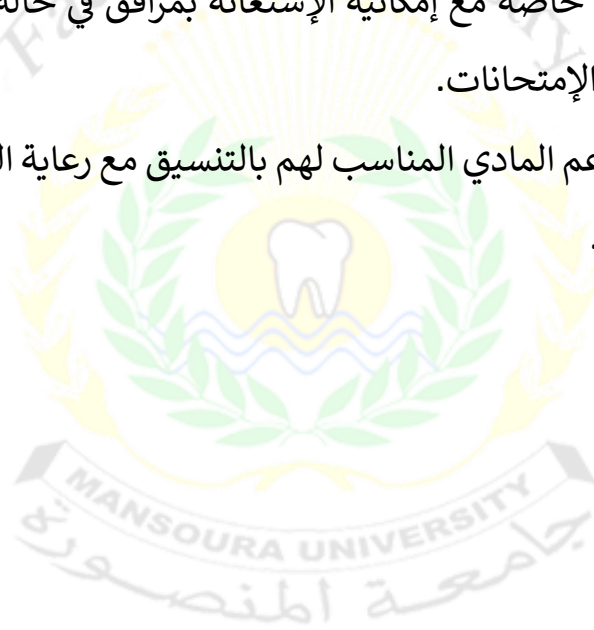 خاصة مع إمكانية الإستعانة بمرافق في حالة
الإمتحانات.
عم المادي المناسب لهم بالتنسيق مع رعاية ال
.
MANSOURA UNIVERSITY
جامعة المنصورة